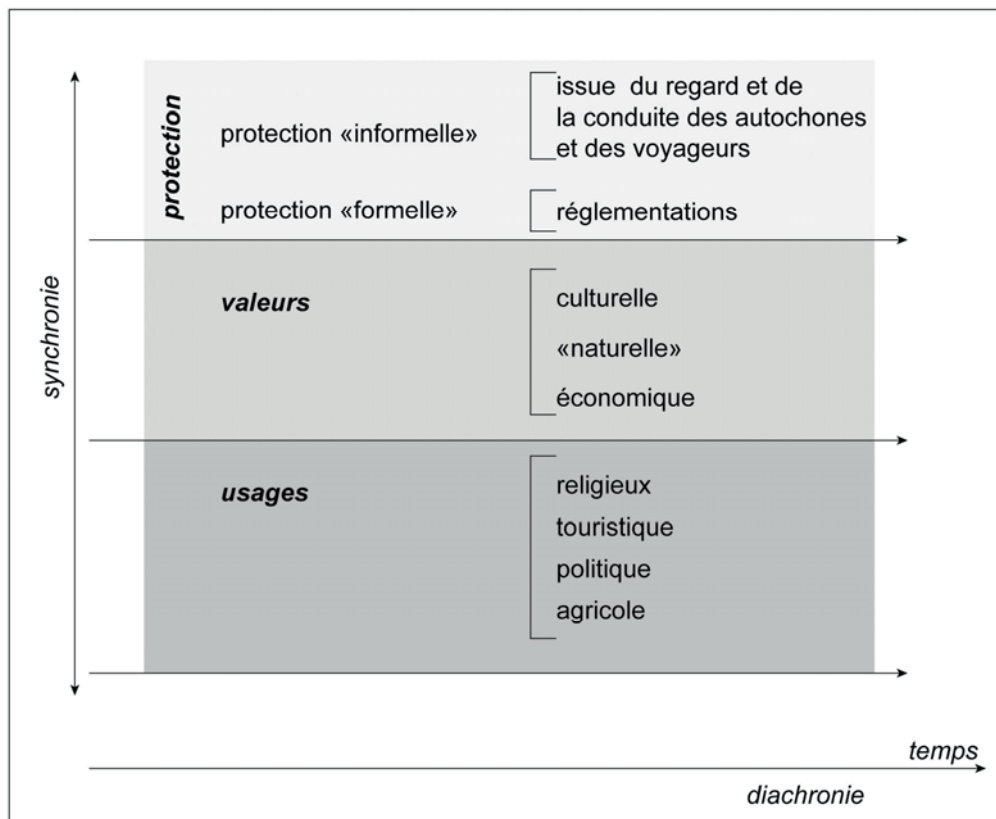 synchronie
protection
protection «informelle»
issue du regard et de
la conduite des autochones
et des voyageurs
protection «formelle»
réglementations
valeurs
culturelle
«naturelle»
économique
usages
religieux
touristique
politique
agricole
temps
diachronie